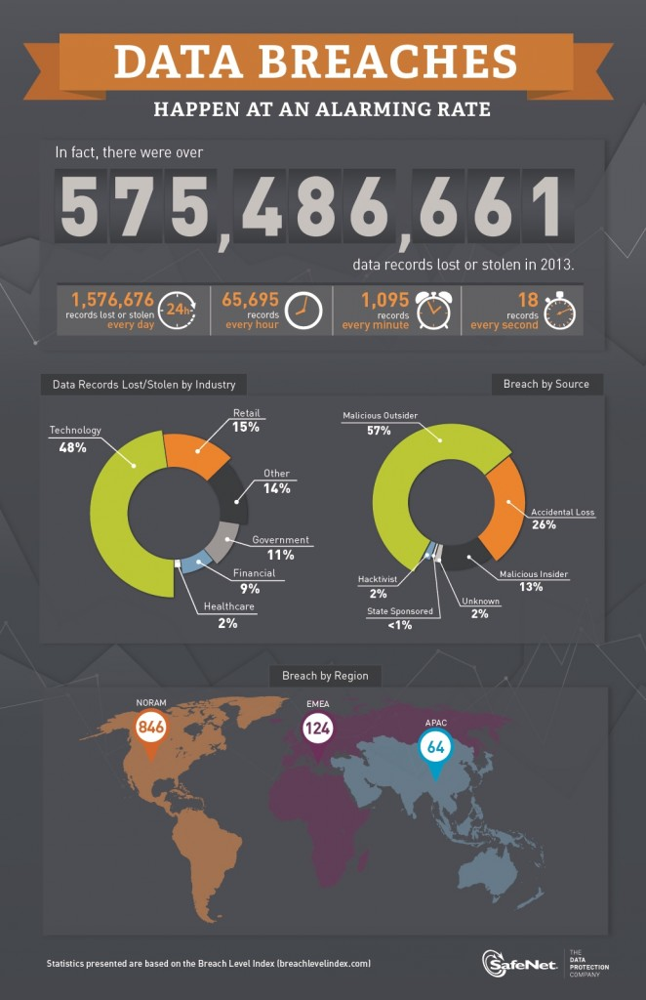 DATA BREACHES
HAPPEN AT AN ALARMING RATE
In fact, there were over
575,486,661
data records lost or stolen in 2013.
1,576,676
records lost or stolen
every day
24h
65,695
records
every hour
1,095
records
every minute
18
records
every second
Data Records Lost/Stolen by Industry
Technology
48%
Retail
15%
Other
14%
Government
11%
Financial
9%
Healthcare
2%
Breach by Source
Malicious Outsider
57%
Accidental Loss
26%
Malicious Insider
13%
Unknown
2%
State Sponsored
<1%
Hacktivist
2%
Breach by Region
NORAM
846
EMEA
124
APAC
64
Statistics presented are based on the Breach Level Index (breachlevelindex.com)
SafeNet.
THE
DATA
PROTECTION
COMPANY